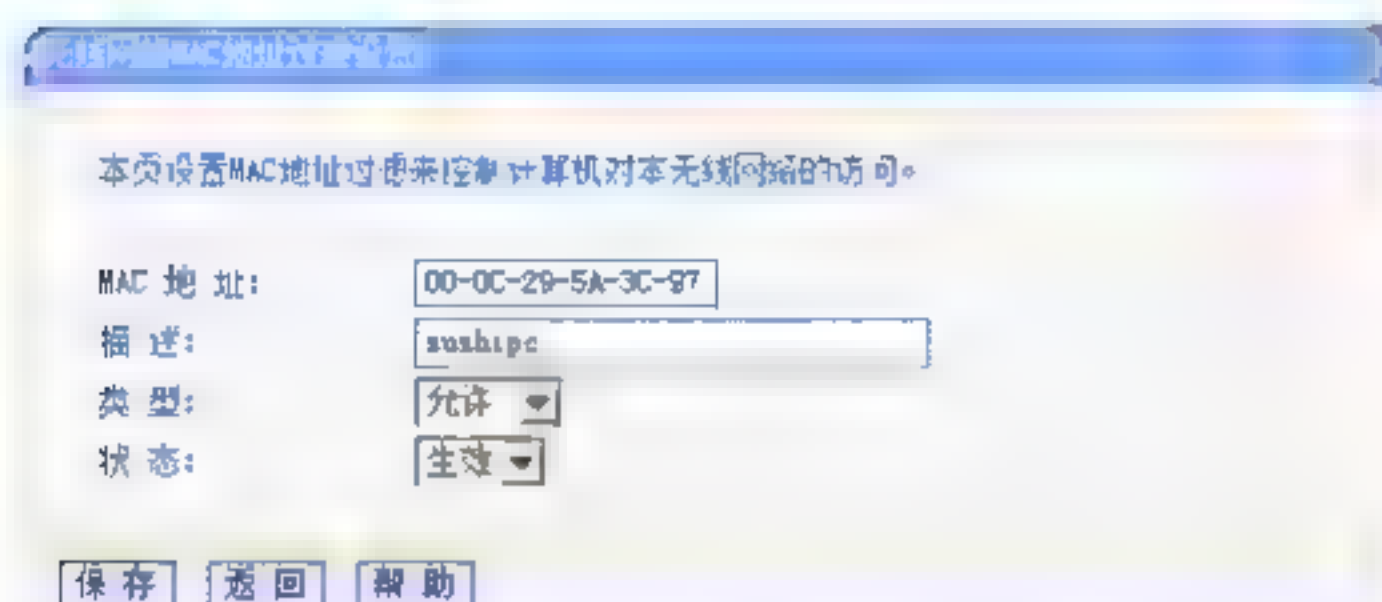 本页设置MAC地址过滤来控制计算机对本无线网络的访问。
MAC 地 址: 00-0C-29-5A-3C-97
描 述:
类 型: 允许
状 态: 生效
保 存 返 回 帮 助